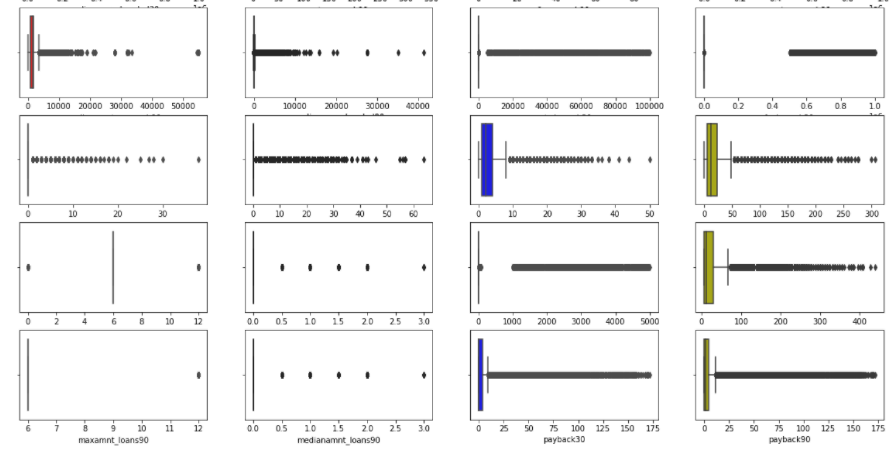 0 10000 20000 30000 40000 50000
0 10000 20000 30000 40000
0 20000 40000 60000 80000 100000
0.0 0.2 0.4 0.6 0.8 1.0
0 10 20 30
0 10 20 30 40 50 60
0 10 20 30 40 50
0 50 100 150 200 250 300
0 2 4 6 8 10 12
0.0 0.5 1.0 1.5 2.0 2.5 3.0
0 1000 2000 3000 4000 5000
0 100 200 300 400
6 7 8 9 10 11 12
maxamnt_loans90
0.0 0.5 1.0 1.5 2.0 2.5 3.0
medianamnt_loans90
0 25 50 75 100 125 150 175
payback30
0 25 50 75 100 125 150 175
payback90